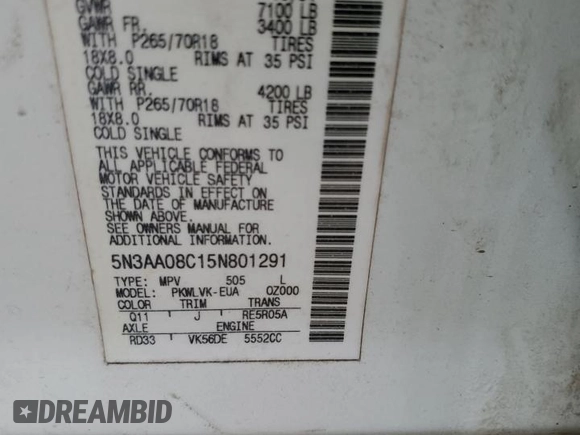 GVWR 7100 LB
GAWR FR. 3400 LB
WITH P265/70R18 TIRES
18X8.0 RIMS AT 35 PSI
COLD SINGLE
GAWR RR. 4200 LB
WITH P265/70R18 TIRES
18X8.0 RIMS AT 35 PSI
COLD SINGLE
THIS VEHICLE CONFORMS TO
ALL APPLICABLE FEDERAL
MOTOR VEHICLE SAFETY
STANDARDS IN EFFECT ON
THE DATE OF MANUFACTURE
SHOWN ABOVE.
SEE OWNERS MANUAL FOR
ADDITIONAL INFORMATION
5N3AA08C15N801291
TYPE: MPV 505 L
MODEL: PKWLVK-EUA OZ000
COLOR TRIM TRANS
Q11 J RE5R05A
AXLE ENGINE
RD33 VK56DE 5552CC
DREAMBID